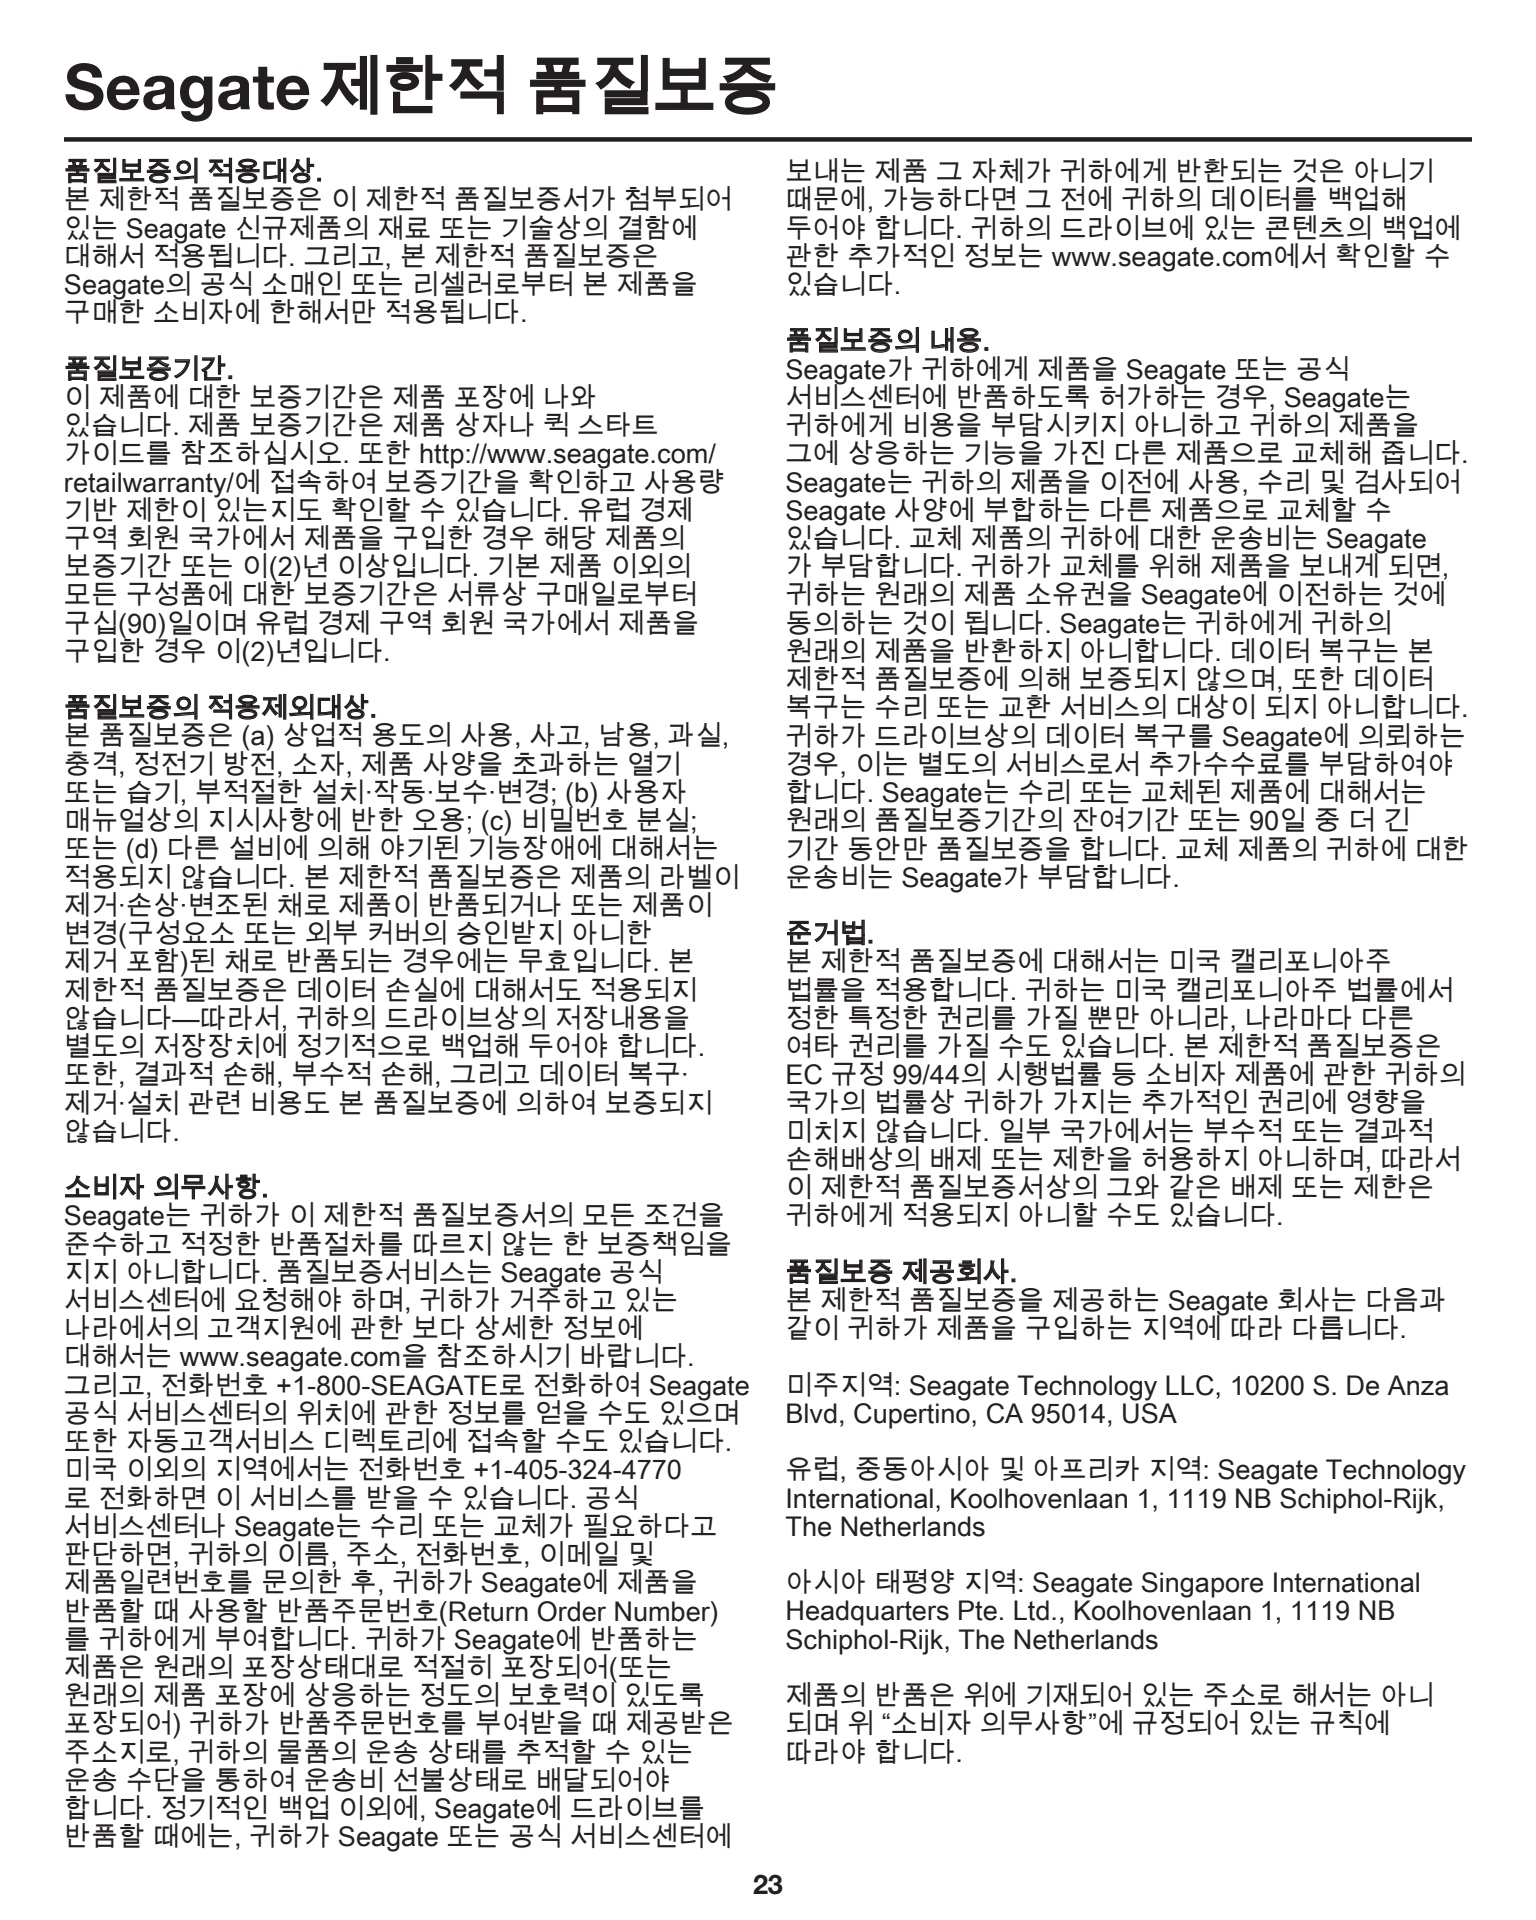 Seagate 제한적 품질보증
품질보증의 적용대상.
본 제한적 품질보증은 이 제한적 품질보증서가 첨부되어
있는 Seagate 신규제품의 재료 또는 기술상의 결함에
대해서 적용됩니다. 그리고, 본 제한적 품질보증은
Seagate의 공식 소매인 또는 리셀러로부터 본 제품을
구매한 소비자에 한해서만 적용됩니다.
품질보증기간.
이 제품에 대한 보증기간은 제품 포장에 나와
있습니다. 제품 보증기간은 제품 상자나 퀵 스타트
가이드를 참조하십시오. 또한 http://www.seagate.com/
retailwarranty/에 접속하여 보증기간을 확인하고 사용량
기반 제한이 있는지도 확인할 수 있습니다. 유럽 경제
구역 회원 국가에서 제품을 구입한 경우 해당 제품의
보증기간 또는 이(2)년 이상입니다. 기본 제품 이외의
모든 구성품에 대한 보증기간은 서류상 구매일로부터
구십(90)일이며 유럽 경제 구역 회원 국가에서 제품을
구입한 경우 이(2)년입니다.
품질보증의 적용제외대상.
본 품질보증은 (a) 상업적 용도의 사용, 사고, 남용, 과실,
충격, 정전기 방전, 소자, 제품 사양을 초과하는 열기
또는 습기, 부적절한 설치·작동·보수·변경; (b) 사용자
매뉴얼상의 지시사항에 반한 오용; (c) 비밀번호 분실;
또는 (d) 다른 설비에 의해 야기된 기능장애에 대해서는
적용되지 않습니다. 본 제한적 품질보증은 제품의 라벨이
제거·손상·변조된 채로 제품이 반품되거나 또는 제품이
변경(구성요소 또는 외부 커버의 승인받지 아니한
제거 포함)된 채로 반품되는 경우에는 무효입니다. 본
제한적 품질보증은 데이터 손실에 대해서도 적용되지
않습니다—따라서, 귀하의 드라이브상의 저장내용을
별도의 저장장치에 정기적으로 백업해 두어야 합니다.
또한, 결과적 손해, 부수적 손해, 그리고 데이터 복구·
제거·설치 관련 비용도 본 품질보증에 의하여 보증되지
않습니다.
소비자 의무사항.
Seagate는 귀하가 이 제한적 품질보증서의 모든 조건을
준수하고 적정한 반품절차를 따르지 않는 한 보증책임을
지지 아니합니다. 품질보증서비스는 Seagate 공식
서비스센터에 요청해야 하며, 귀하가 거주하고 있는
나라에서의 고객지원에 관한 보다 상세한 정보에
대해서는 www.seagate.com을 참조하시기 바랍니다.
그리고, 전화번호 +1-800-SEAGATE로 전화하여 Seagate
공식 서비스센터의 위치에 관한 정보를 얻을 수도 있으며
또한 자동고객서비스 디렉토리에 접속할 수도 있습니다.
미국 이외의 지역에서는 전화번호 +1-405-324-4770
로 전화하면 이 서비스를 받을 수 있습니다. 공식
서비스센터나 Seagate는 수리 또는 교체가 필요하다고
판단하면, 귀하의 이름, 주소, 전화번호, 이메일 및
제품일련번호를 문의한 후, 귀하가 Seagate에 제품을
반품할 때 사용할 반품주문번호(Return Order Number)
를 귀하에게 부여합니다. 귀하가 Seagate에 반품하는
제품은 원래의 포장상태대로 적절히 포장되어(또는
원래의 제품 포장에 상응하는 정도의 보호력이 있도록
포장되어) 귀하가 반품주문번호를 부여받을 때 제공받은
주소지로, 귀하의 물품의 운송 상태를 추적할 수 있는
운송 수단을 통하여 운송비 선불상태로 배달되어야
합니다. 정기적인 백업 이외에, Seagate에 드라이브를
반품할 때에는, 귀하가 Seagate 또는 공식 서비스센터에
보내는 제품 그 자체가 귀하에게 반환되는 것은 아니기
때문에, 가능하다면 그 전에 귀하의 데이터를 백업해
두어야 합니다. 귀하의 드라이브에 있는 콘텐츠의 백업에
관한 추가적인 정보는 www.seagate.com에서 확인할 수
있습니다.
품질보증의 내용.
Seagate가 귀하에게 제품을 Seagate 또는 공식
서비스센터에 반품하도록 허가하는 경우, Seagate는
귀하에게 비용을 부담시키지 아니하고 귀하의 제품을
그에 상응하는 기능을 가진 다른 제품으로 교체해 줍니다.
Seagate는 귀하의 제품을 이전에 사용, 수리 및 검사되어
Seagate 사양에 부합하는 다른 제품으로 교체할 수
있습니다. 교체 제품의 귀하에 대한 운송비는 Seagate
가 부담합니다. 귀하가 교체를 위해 제품을 보내게 되면,
귀하는 원래의 제품 소유권을 Seagate에 이전하는 것에
동의하는 것이 됩니다. Seagate는 귀하에게 귀하의
원래의 제품을 반환하지 아니합니다. 데이터 복구는 본
제한적 품질보증에 의해 보증되지 않으며, 또한 데이터
복구는 수리 또는 교환 서비스의 대상이 되지 아니합니다.
귀하가 드라이브상의 데이터 복구를 Seagate에 의뢰하는
경우, 이는 별도의 서비스로서 추가수수료를 부담하여야
합니다. Seagate는 수리 또는 교체된 제품에 대해서는
원래의 품질보증기간의 잔여기간 또는 90일 중 더 긴
기간 동안만 품질보증을 합니다. 교체 제품의 귀하에 대한
운송비는 Seagate가 부담합니다.
준거법.
본 제한적 품질보증에 대해서는 미국 캘리포니아주
법률을 적용합니다. 귀하는 미국 캘리포니아주 법률에서
정한 특정한 권리를 가질 뿐만 아니라, 나라마다 다른
여타 권리를 가질 수도 있습니다. 본 제한적 품질보증은
EC 규정 99/44의 시행법률 등 소비자 제품에 관한 귀하의
국가의 법률상 귀하가 가지는 추가적인 권리에 영향을
미치지 않습니다. 일부 국가에서는 부수적 또는 결과적
손해배상의 배제 또는 제한을 허용하지 아니하며, 따라서
이 제한적 품질보증서상의 그와 같은 배제 또는 제한은
귀하에게 적용되지 아니할 수도 있습니다.
품질보증 제공회사.
본 제한적 품질보증을 제공하는 Seagate 회사는 다음과
같이 귀하가 제품을 구입하는 지역에 따라 다릅니다.
미주지역: Seagate Technology LLC, 10200 S. De Anza
Blvd, Cupertino, CA 95014, USA
유럽, 중동아시아 및 아프리카 지역: Seagate Technology
International, Koolhovenlaan 1, 1119 NB Schiphol-Rijk,
The Netherlands
아시아 태평양 지역: Seagate Singapore International
Headquarters Pte. Ltd., Koolhovenlaan 1, 1119 NB
Schiphol-Rijk, The Netherlands
제품의 반품은 위에 기재되어 있는 주소로 해서는 아니
되며 위 “소비자 의무사항”에 규정되어 있는 규칙에
따라야 합니다.
23